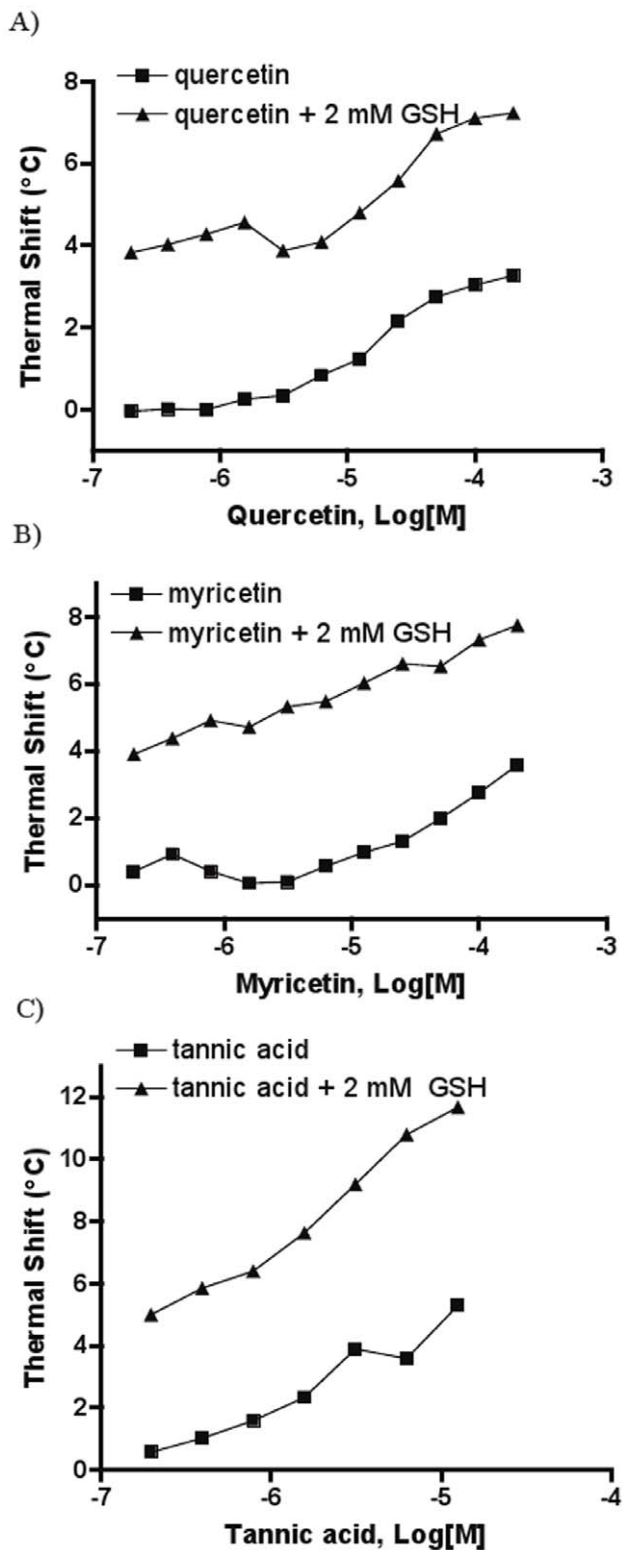 A)
quercetin
quercetin + 2 mM GSH
8
6
4
2
0
Thermal Shift (°C)
-7 -6 -5 -4 -3
Quercetin, Log[M]
B)
myricetin
myricetin + 2 mM GSH
8
6
4
2
0
Thermal Shift (°C)
-7 -6 -5 -4 -3
Myricetin, Log[M]
C)
tannic acid
tannic acid + 2 mM GSH
12
10
8
6
4
2
0
Thermal Shift (°C)
-7 -6 -5 -4
Tannic acid, Log[M]